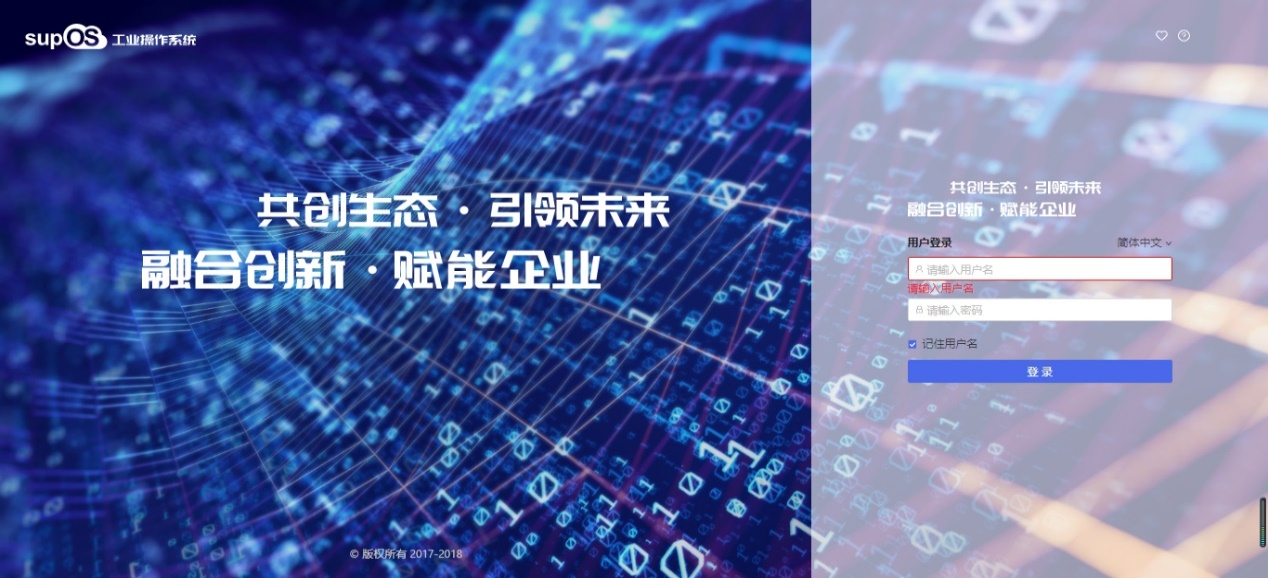 supOS 工业操作系统
共创生态 · 引领未来
融合创新 · 赋能企业
© 版权所有 2017-2018
共创生态 · 引领未来
融合创新 · 赋能企业
用户登录 简体中文
请输入用户名
请输入用户名
请输入密码
记住用户名
登 录